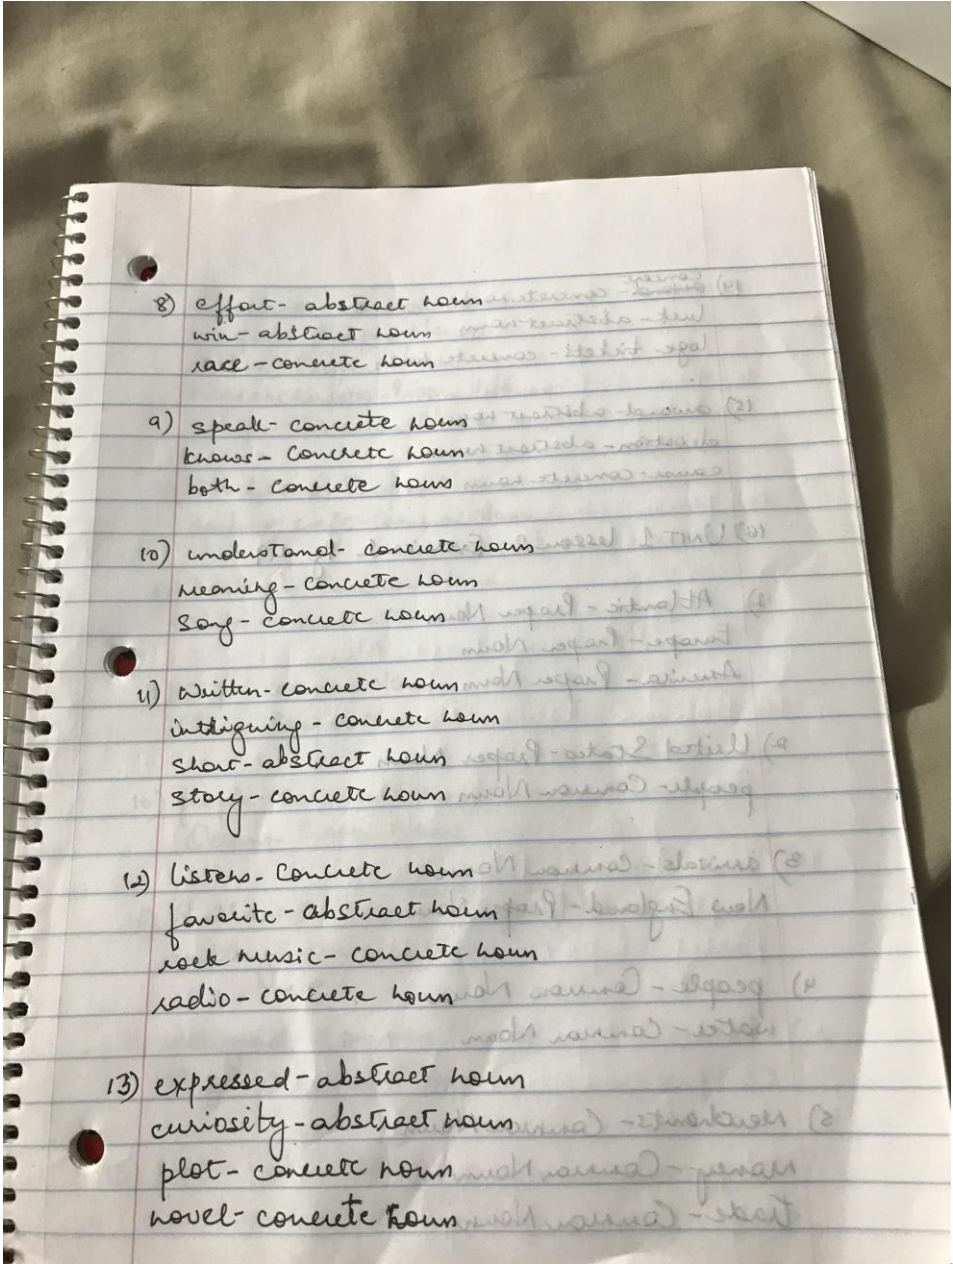 8) effort- abstract noun
win- abstract noun
race - concrete noun
9) speak- concrete noun
knows- concrete noun
both - concrete noun
10) understand- concrete noun
meaning - concrete noun
song - concrete noun
11) written- concrete noun
intriguing - concrete noun
short- abstract noun
story - concrete noun
12) listens- concrete noun
favorite - abstract noun
rock music - concrete noun
radio - concrete noun
13) expressed - abstract noun
curiosity - abstract noun
plot - concrete noun
novel- concrete noun